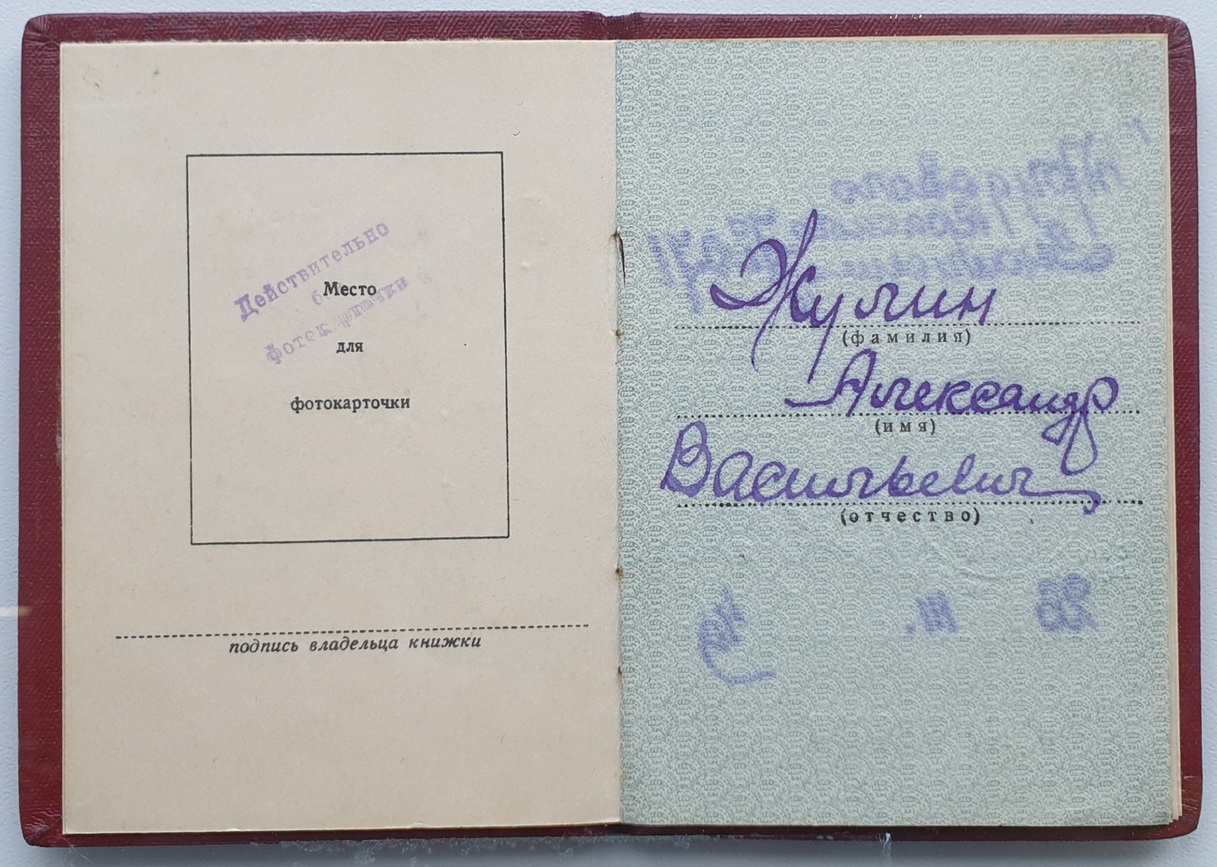 Действительно
без
фотокарточки
Место
для
фотокарточки
подпись владельца книжки
Жулин
(фамилия)
Александр
(имя)
Васильевич
(отчество)